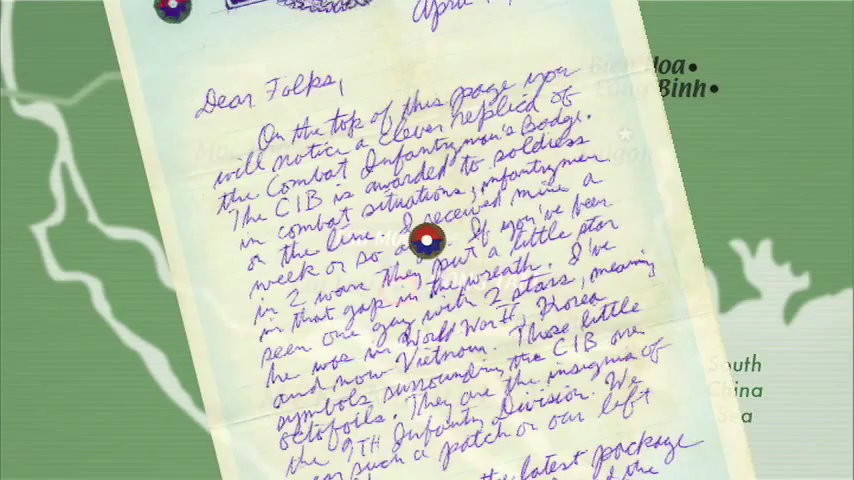 April
Dear Folks,
On the top of this page you
will notice a clever replica of
the Combat Infantrymen's Badge.
The CIB is awarded to soldiers
in combat situations, infantrymen
on the line. I received mine a
week or so If you've been
in 2 wars they put a little star
in that gap in the wreath. I've
seen one guy with 2 stars, meaning
he was in World War II, Korea
and now Vietnam. Those little
symbols surrounding the CIB are
octofoils. They are the insignia of
the 9TH Infantry Division. We
such a patch on our left
the latest package
the
Bien Hoa
Long Binh
South
China
Sea